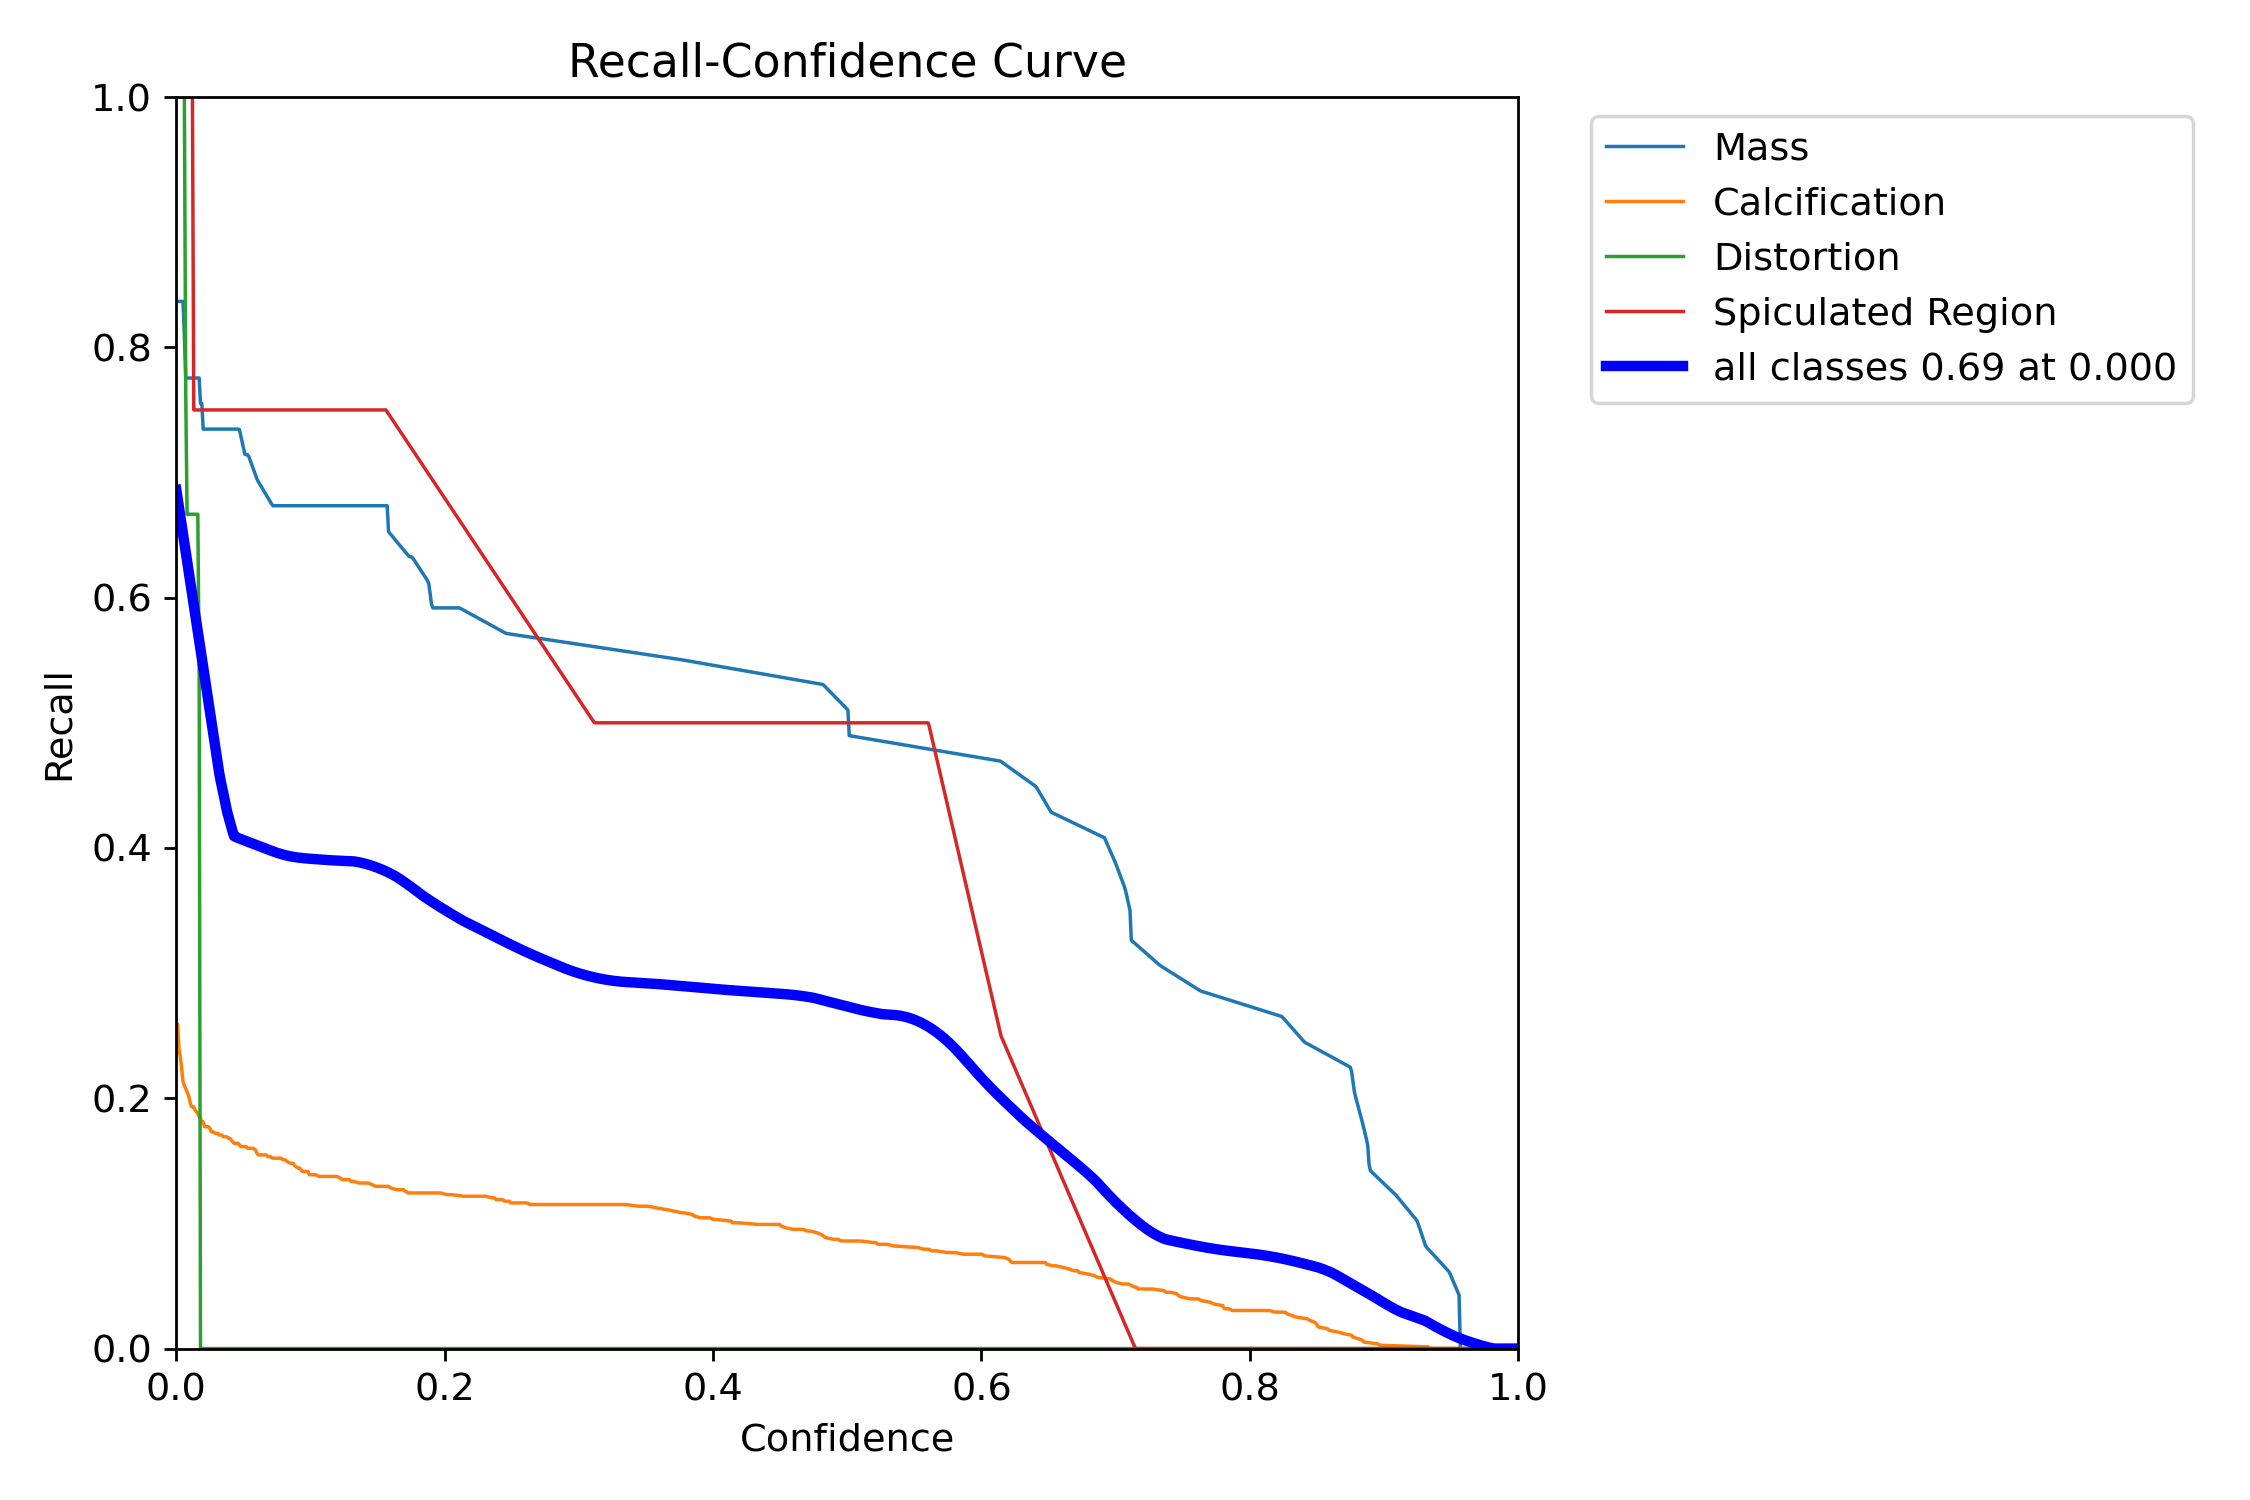 Recall-Confidence Curve
1.0
0.8
0.6
0.4
0.2
0.0
Recall
0.0 0.2 0.4 0.6 0.8 1.0
Confidence
Mass
Calcification
Distortion
Spiculated Region
all classes 0.69 at 0.000